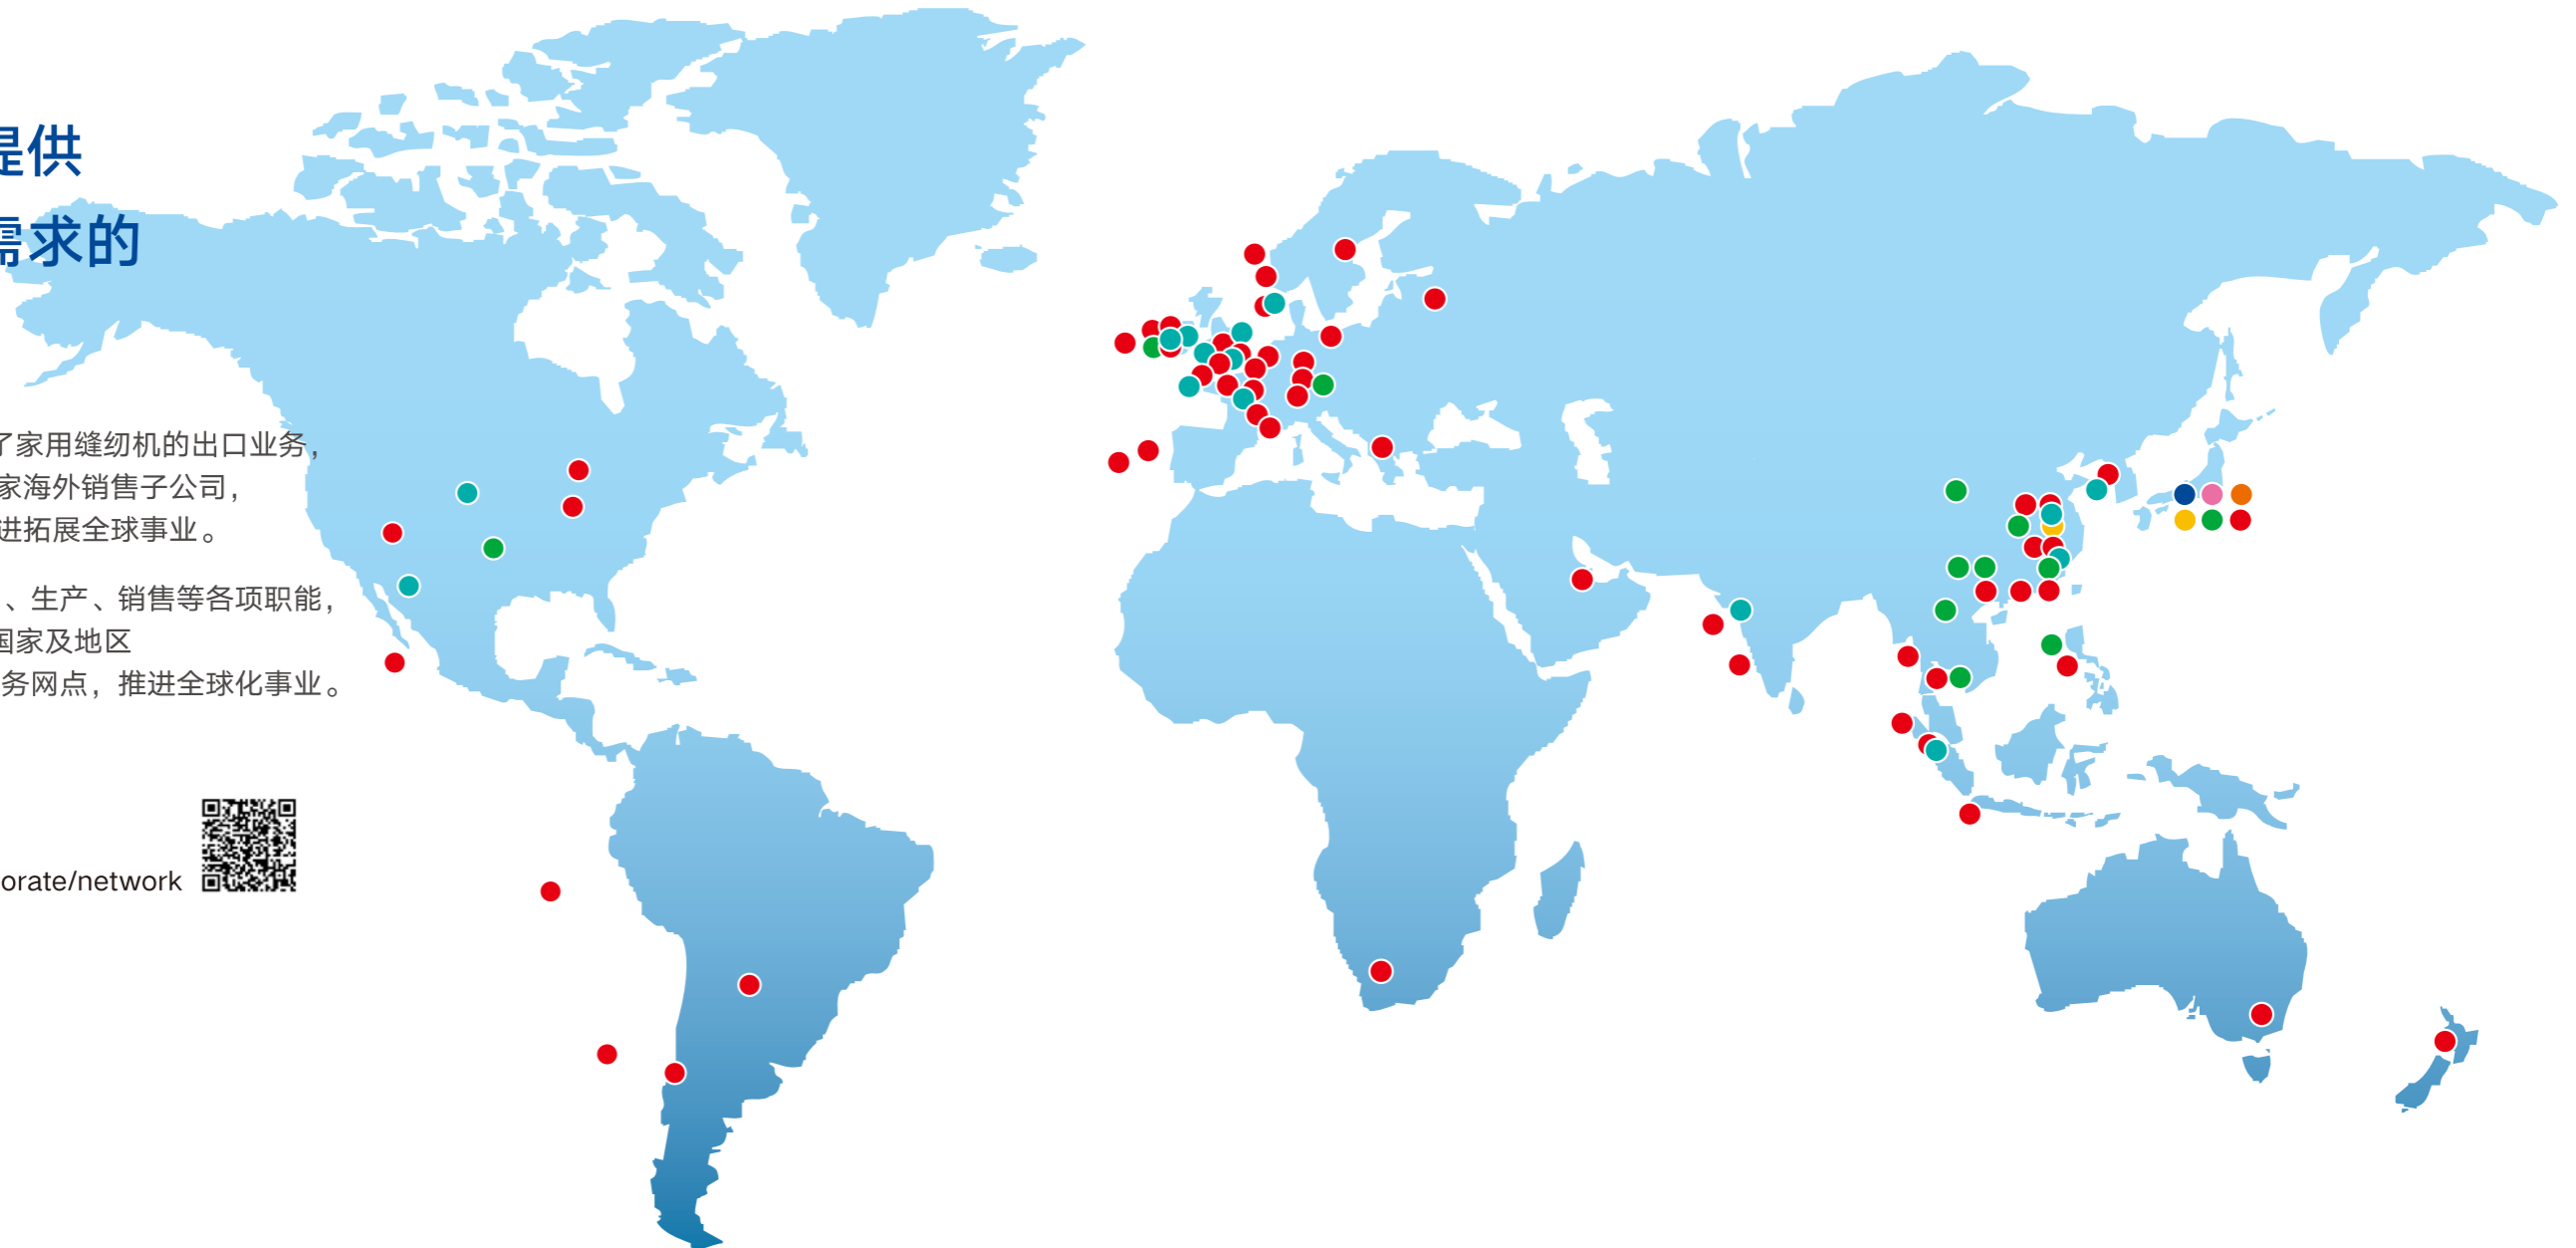 提供
需求的
了家用缝纫机的出口业务，
家海外销售子公司，
进拓展全球事业。
、生产、销售等各项职能，
国家及地区
务网点，推进全球化事业。
orate/network